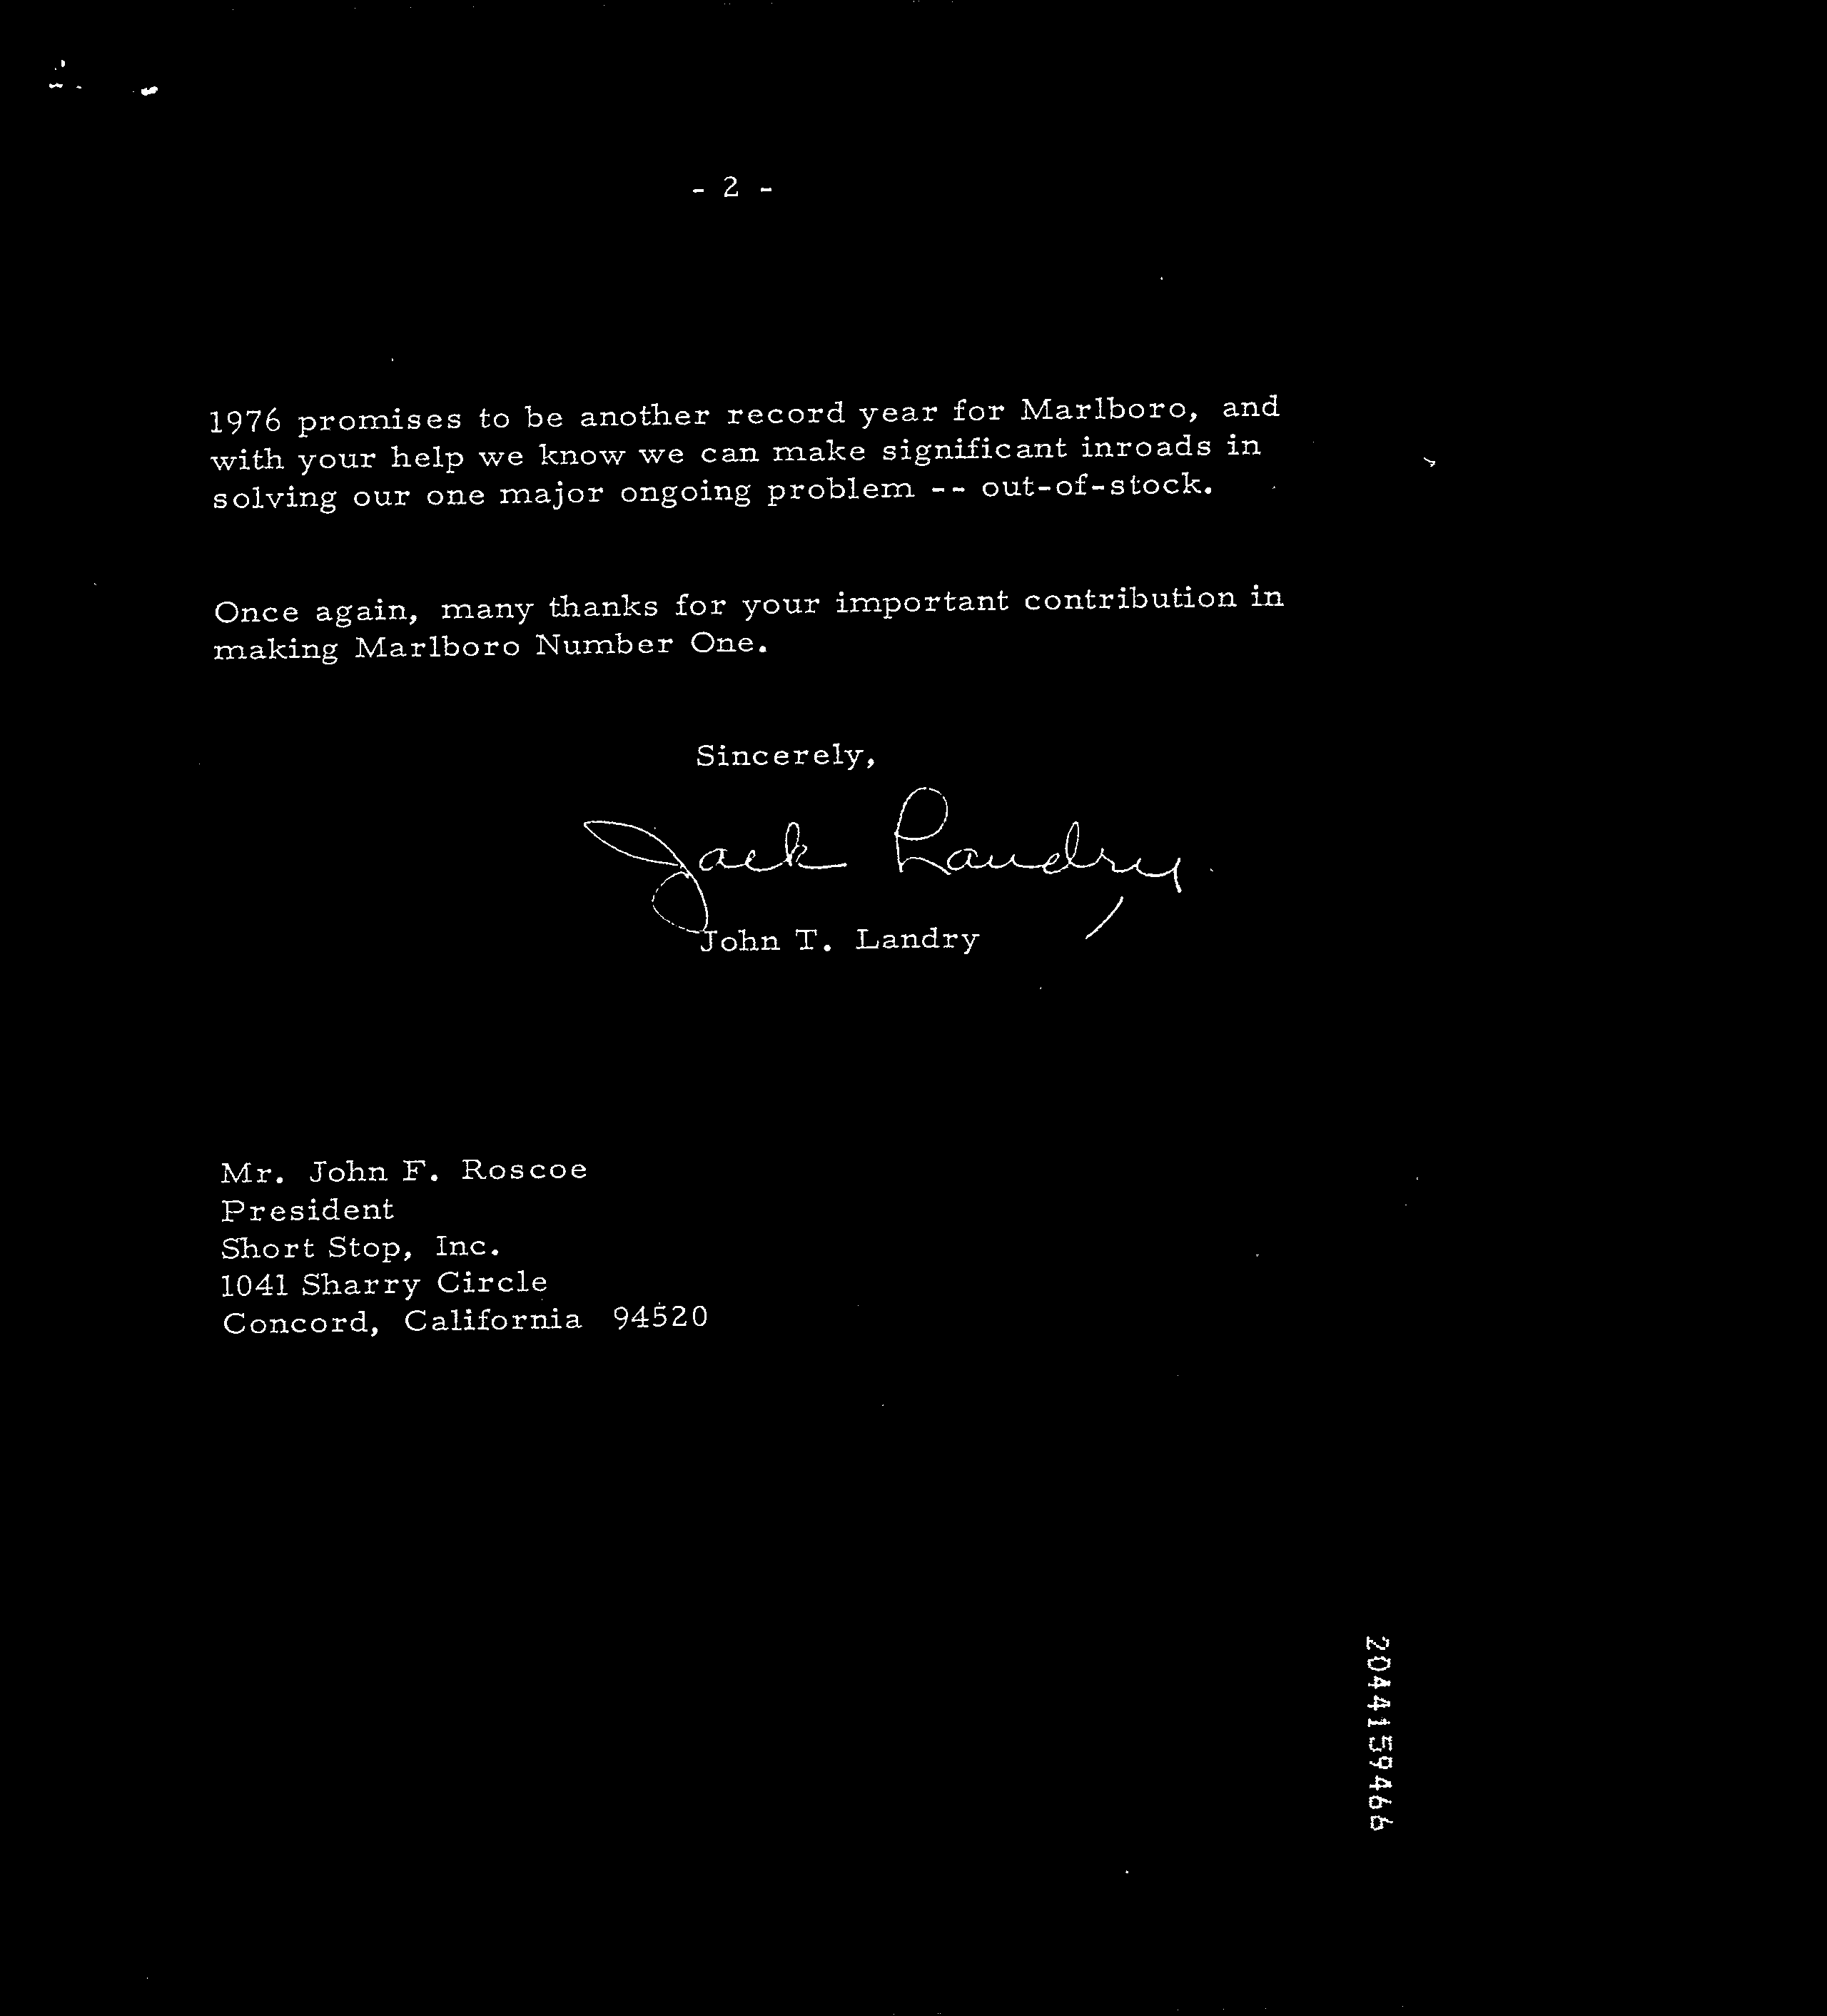 - 2 -
1976 promises to be another record year for Marlboro, and
with your help we know we can make significant inroads in
solving our one major ongoing problem -- out-of-stock.
Once again, many thanks for your important contribution in
making Marlboro Number One.
Sincerely,
Jack Landry
John T. Landry
Mr. John F. Roscoe
President
Short Stop, Inc.
1041 Sharry Circle
Concord, California 94520
2044159466